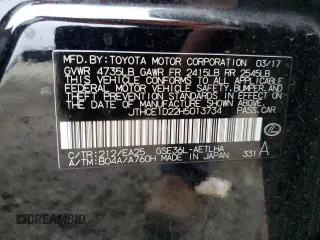 MFD.BY:TOYOTA MOTOR CORPORATION 03/17
GVWR 4735LB GAWR FR 2415LB RR 2545LB
THIS VEHICLE CONFORMS TO ALL APPLICABLE
FEDERAL MOTOR VEHICLE SAFETY, BUMPER, AND
THEFT PREVENTION STANDARDS IN EFFECT ON
THE DATE OF MANUFACTURE SHOWN ABOVE.
JTHCE1D22H5013734 PASS.CAR
C/TR:212/EA25 GSE36L-AETLHA
A/TM:B04A/A760H MADE IN JAPAN 331 A